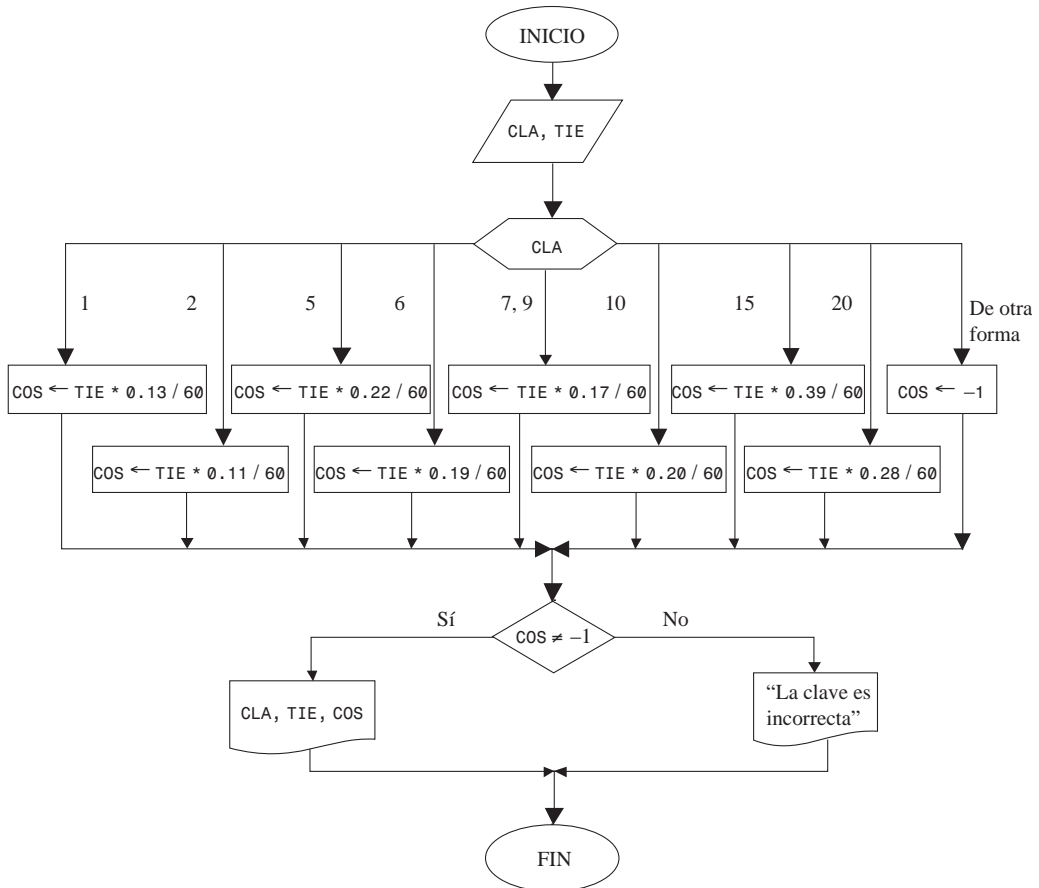 INICIO
CLA, TIE
CLA
1
2
5
6
7, 9
10
15
20
De otra
forma
COS ← TIE * 0.13 / 60
COS ← TIE * 0.22 / 60
COS ← TIE * 0.17 / 60
COS ← TIE * 0.39 / 60
COS ← –1
COS ← TIE * 0.11 / 60
COS ← TIE * 0.19 / 60
COS ← TIE * 0.20 / 60
COS ← TIE * 0.28 / 60
Sí
COS ≠ –1
No
CLA, TIE, COS
“La clave es
incorrecta”
FIN